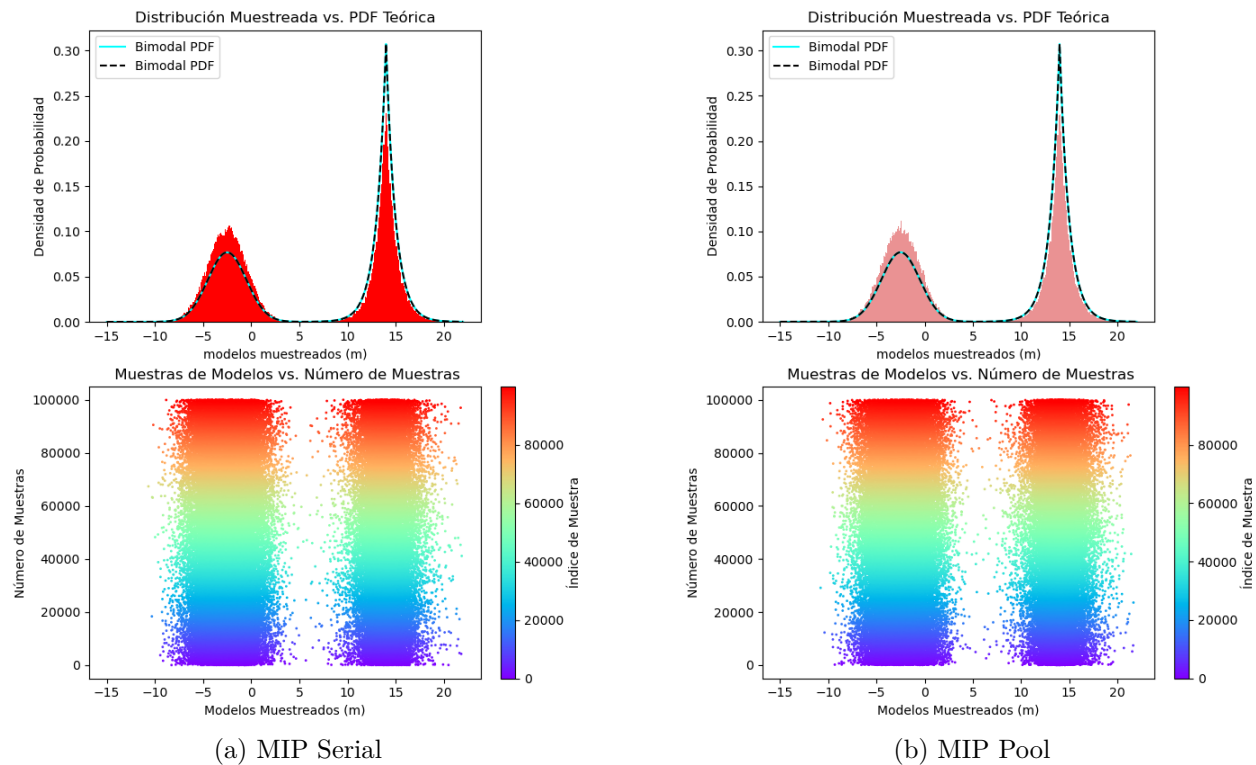 Distribución Muestreada vs. PDF Teórica
Bimodal PDF
Bimodal PDF
Densidad de Probabilidad
0.30
0.25
0.20
0.15
0.10
0.05
0.00
−15 −10 −5 0 5 10 15 20
modelos muestreados (m)
Muestras de Modelos vs. Número de Muestras
Número de Muestras
100000
80000
60000
40000
20000
0
−15 −10 −5 0 5 10 15 20
Modelos Muestreados (m)
80000
60000
40000
20000
0
Índice de Muestra
(a) MIP Serial
Distribución Muestreada vs. PDF Teórica
Bimodal PDF
Bimodal PDF
Densidad de Probabilidad
0.30
0.25
0.20
0.15
0.10
0.05
0.00
−15 −10 −5 0 5 10 15 20
modelos muestreados (m)
Muestras de Modelos vs. Número de Muestras
Número de Muestras
100000
80000
60000
40000
20000
0
−15 −10 −5 0 5 10 15 20
Modelos Muestreados (m)
80000
60000
40000
20000
0
Índice de Muestra
(b) MIP Pool